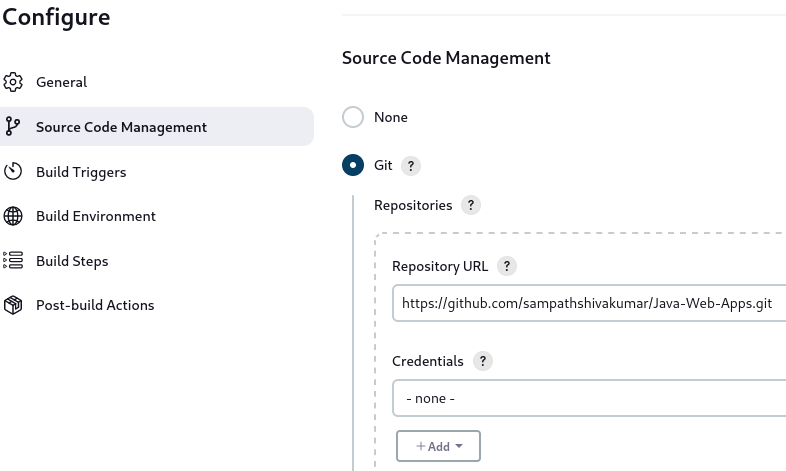 Configure
General
Source Code Management
Build Triggers
Build Environment
Build Steps
Post-build Actions
Source Code Management
None
Git ?
Repositories ?
Repository URL ?
https://github.com/sampathshivakumar/Java-Web-Apps.git
Credentials ?
- none -
+ Add